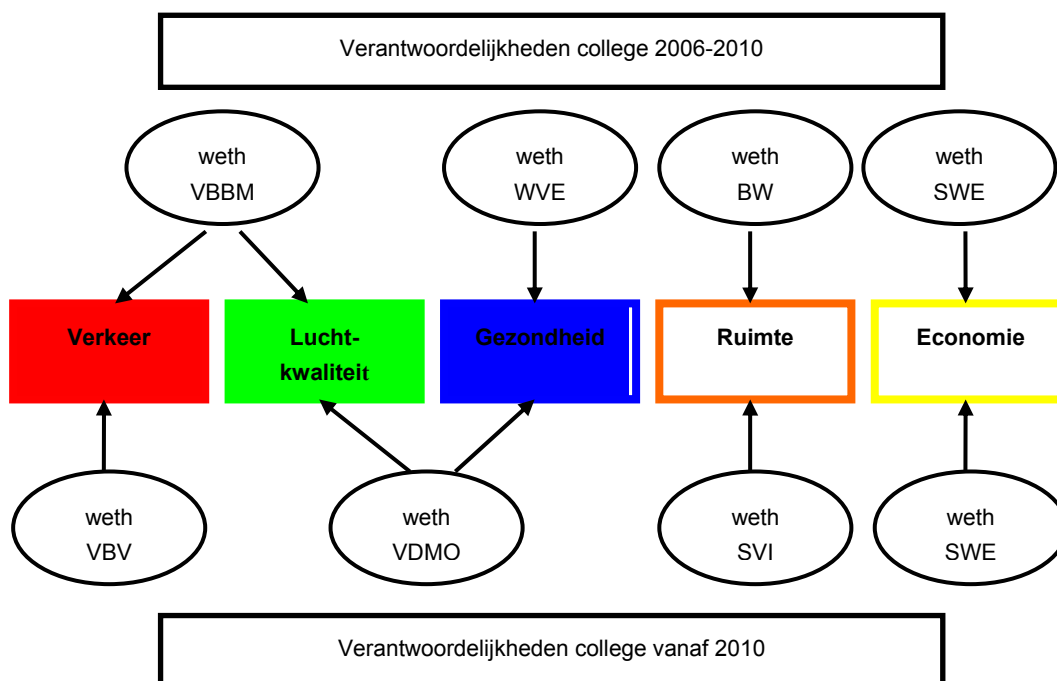 Verantwoordelijkheden college 2006-2010
weth
VBBM
weth
WVE
weth
BW
weth
SWE
Verkeer
Lucht-
kwaliteit
Gezondheid
Ruimte
Economie
weth
VBV
weth
VDMO
weth
SVI
weth
SWE
Verantwoordelijkheden college vanaf 2010